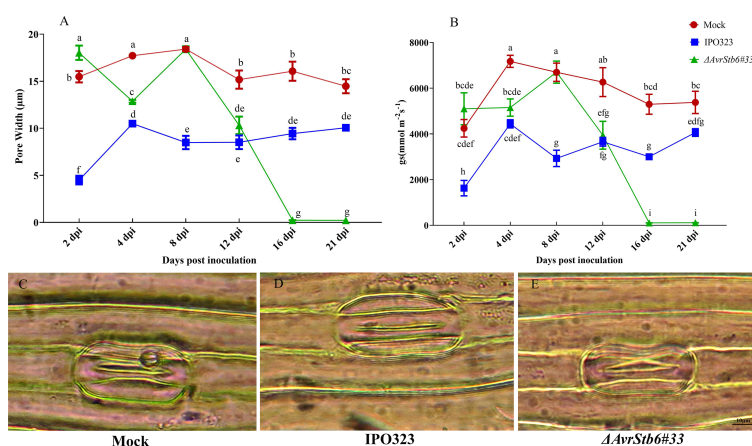 A
B
Mock
IPO323
ΔAvrStb6#33
20
15
10
5
0
Pore Width (μm)
a
a
a
b
b
b
bc
c
d
de
de
de
e
e
f
g
g
2 dpi
4 dpi
8 dpi
12 dpi
16 dpi
21 dpi
Days post inoculation
8000
6000
4000
2000
0
gs(mmol m⁻²s⁻¹)
a
a
ab
bcde
bcde
bcd
bc
cdef
cdef
efg
edfg
g
fg
g
h
i
i
2 dpi
4 dpi
8 dpi
12 dpi
16 dpi
21 dpi
Days post inoculation
C
D
E
10μm
Mock
IPO323
ΔAvrStb6#33